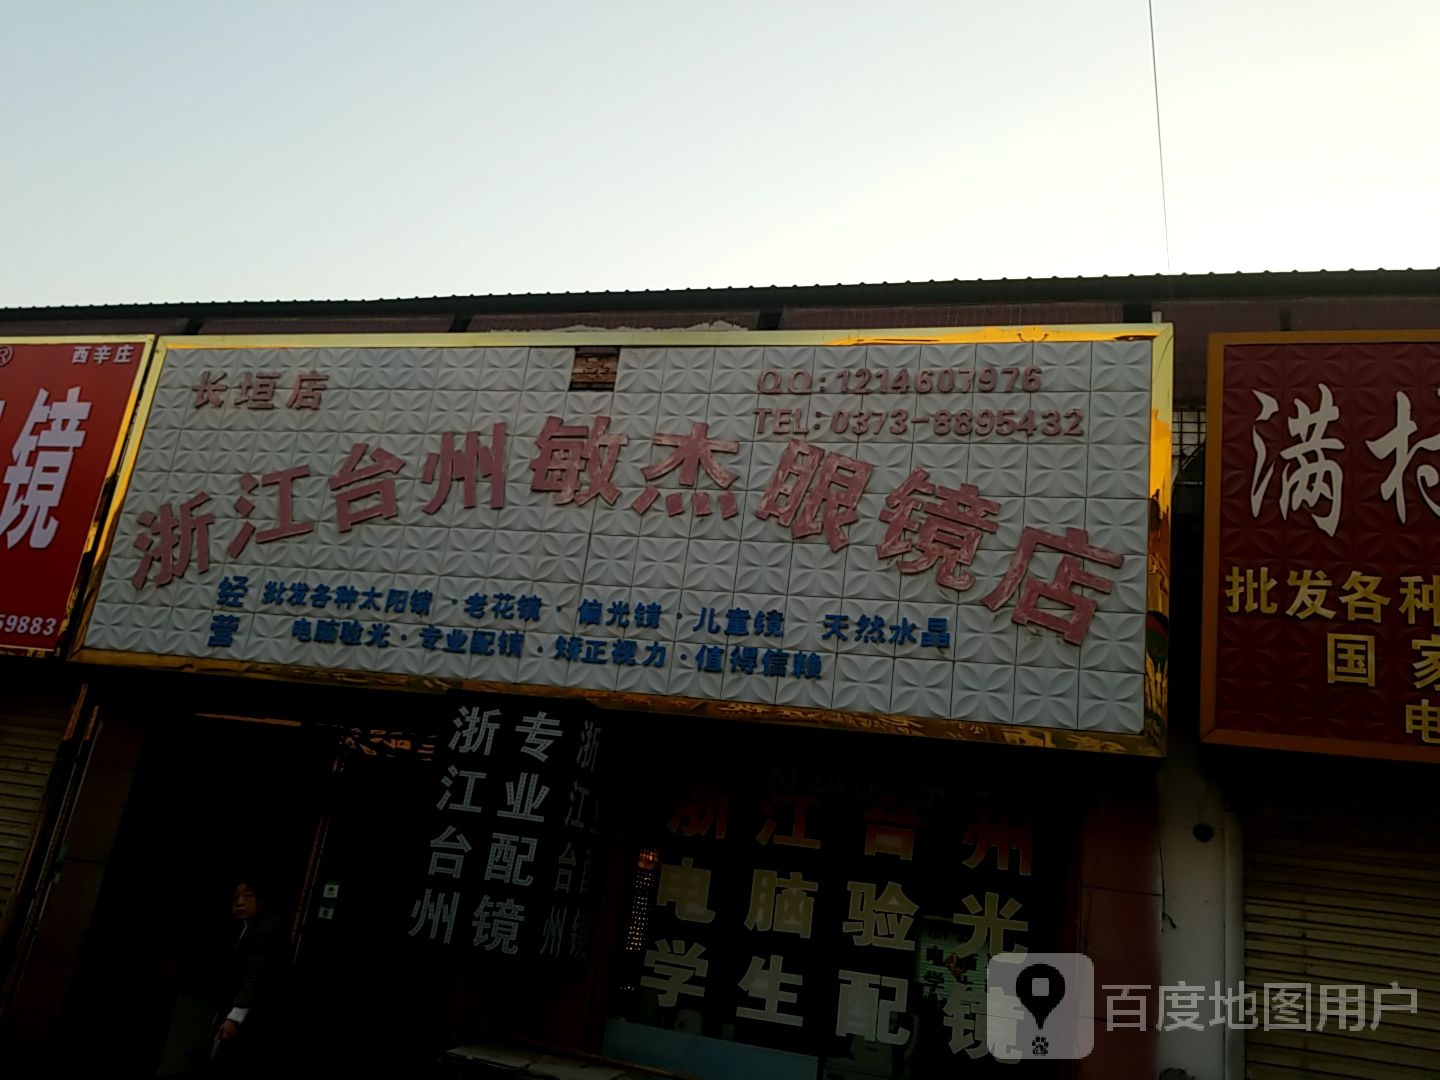 西辛庄
镜
59883
长垣店
QQ:1214607976
TEL:0373-8895432
浙江台州敏杰眼镜店
经营
批发各种太阳镜·老花镜·偏光镜·儿童镜 天然水晶
电脑验光·专业配镜·矫正视力·值得信赖
满
批发各种
国家
电
浙江台州
专业配镜
浙江台州
浙江台州
电脑验光
学生配镜
百度地图用户